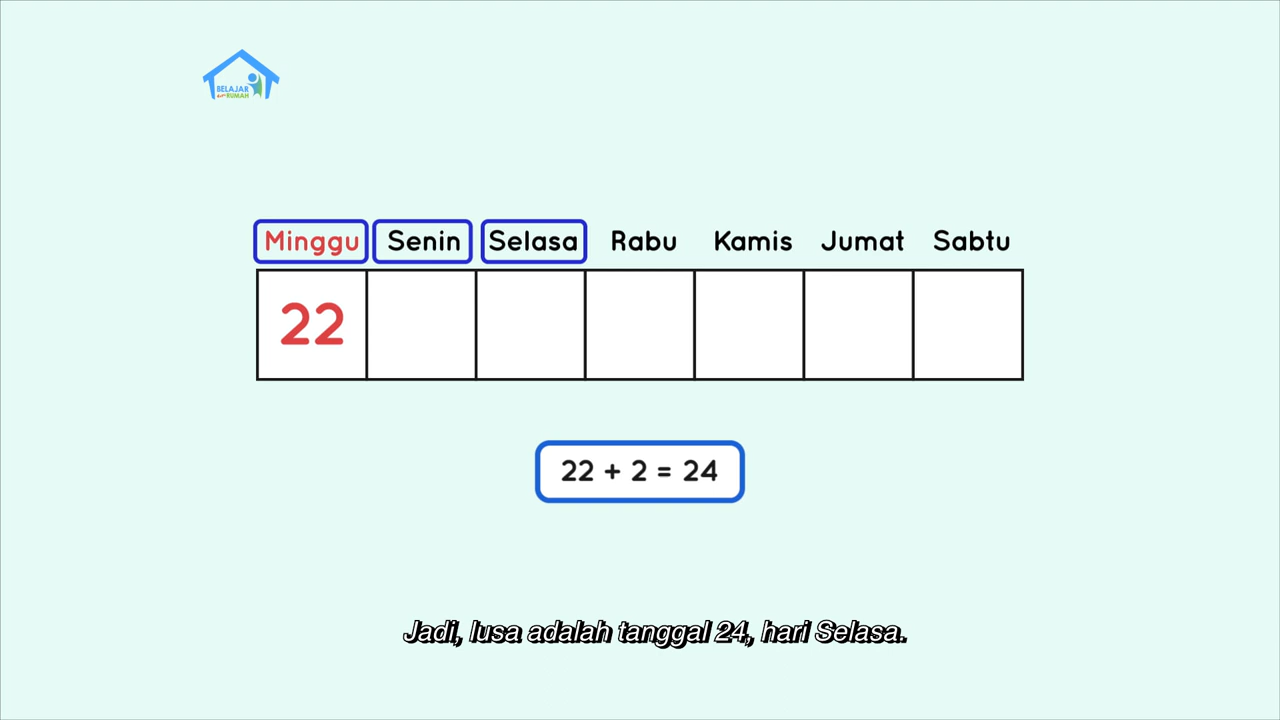 BELAJAR
dari RUMAH
Minggu Senin Selasa Rabu Kamis Jumat Sabtu
22
22 + 2 = 24
Jadi, lusa adalah tanggal 24, hari Selasa.